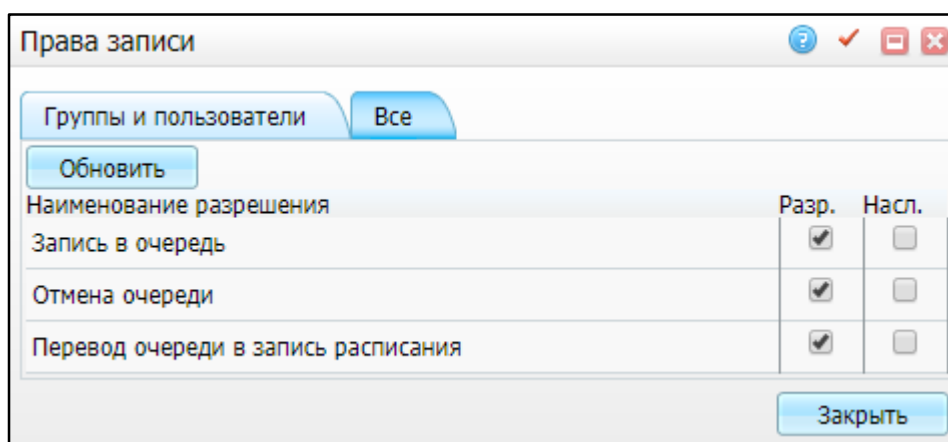 Права записи
Группы и пользователи Все
Обновить
Наименование разрешения Разр. Насл.
Запись в очередь
Отмена очереди
Перевод очереди в запись расписания
Закрыть